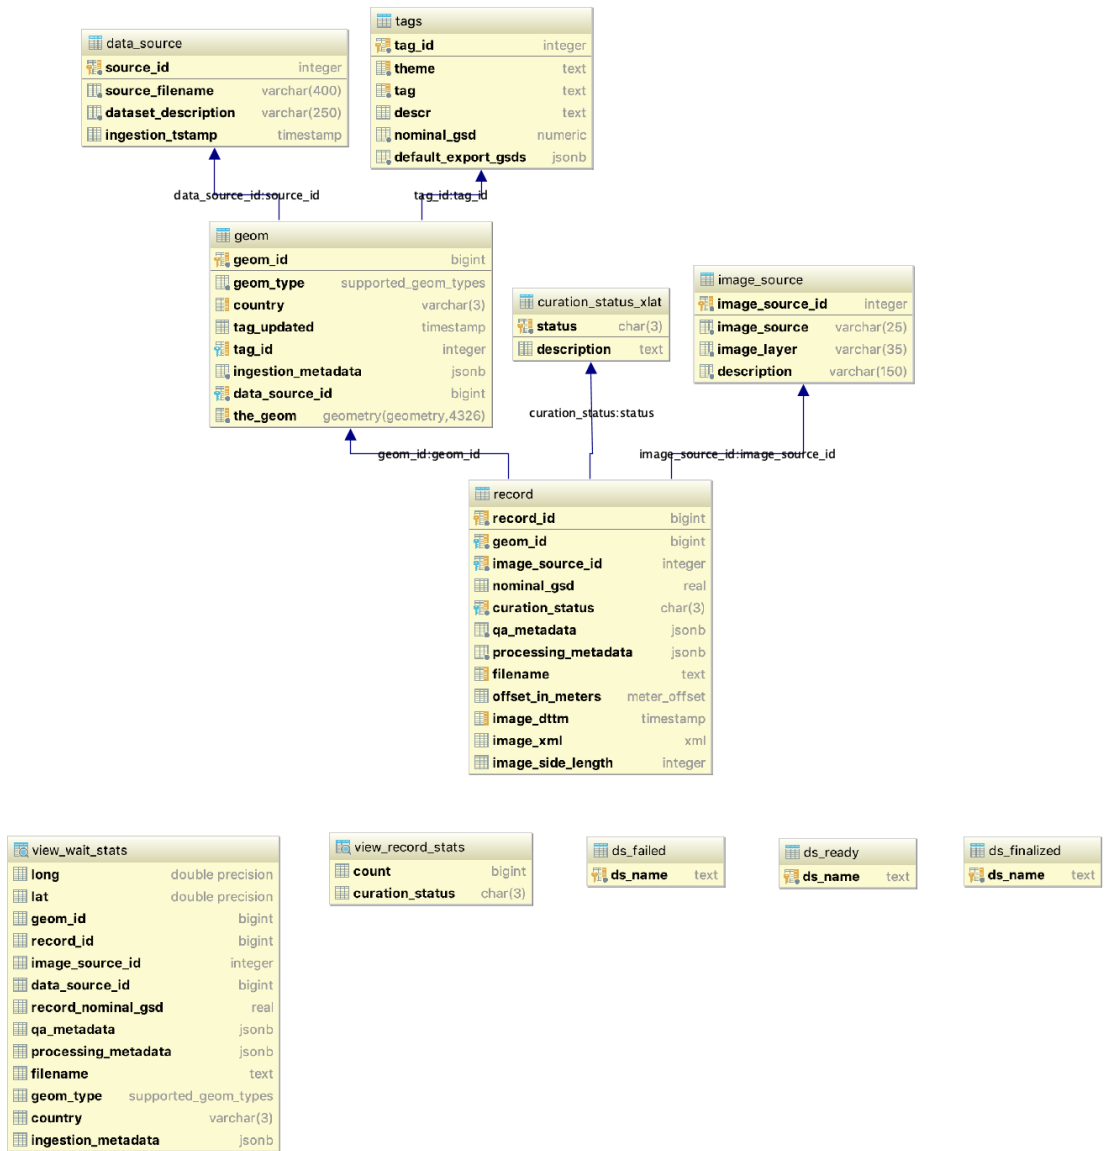 data_source
source_id integer
source_filename varchar(400)
dataset_description varchar(250)
ingestion_tstamp timestamp
tags
tag_id integer
theme text
tag text
descr text
nominal_gsd numeric
default_export_gsds jsonb
data_source_id:source_id
tag_id:tag_id
geom
geom_id bigint
geom_type supported_geom_types
country varchar(3)
tag_updated timestamp
tag_id integer
ingestion_metadata jsonb
data_source_id bigint
the_geom geometry(geometry,4326)
curation_status_xlat
status char(3)
description text
image_source
image_source_id integer
image_source varchar(25)
image_layer varchar(35)
description varchar(150)
geom_id:geom_id
curation_status:status
image_source_id:image_source_id
record
record_id bigint
geom_id bigint
image_source_id integer
nominal_gsd real
curation_status char(3)
qa_metadata jsonb
processing_metadata jsonb
filename text
offset_in_meters meter_offset
image_dttm timestamp
image_xml xml
image_side_length integer
view_wait_stats
long double precision
lat double precision
geom_id bigint
record_id bigint
image_source_id integer
data_source_id bigint
record_nominal_gsd real
qa_metadata jsonb
processing_metadata jsonb
filename text
geom_type supported_geom_types
country varchar(3)
ingestion_metadata jsonb
view_record_stats
count bigint
curation_status char(3)
ds_failed
ds_name text
ds_ready
ds_name text
ds_finalized
ds_name text